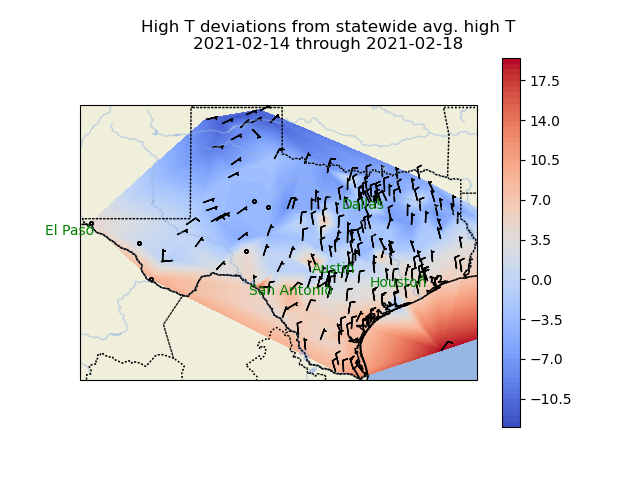 High T deviations from statewide avg. high T
2021-02-14 through 2021-02-18
17.5
14.0
10.5
7.0
3.5
0.0
−3.5
−7.0
−10.5
Dallas
El Paso
Austin
San Antonio
Houston